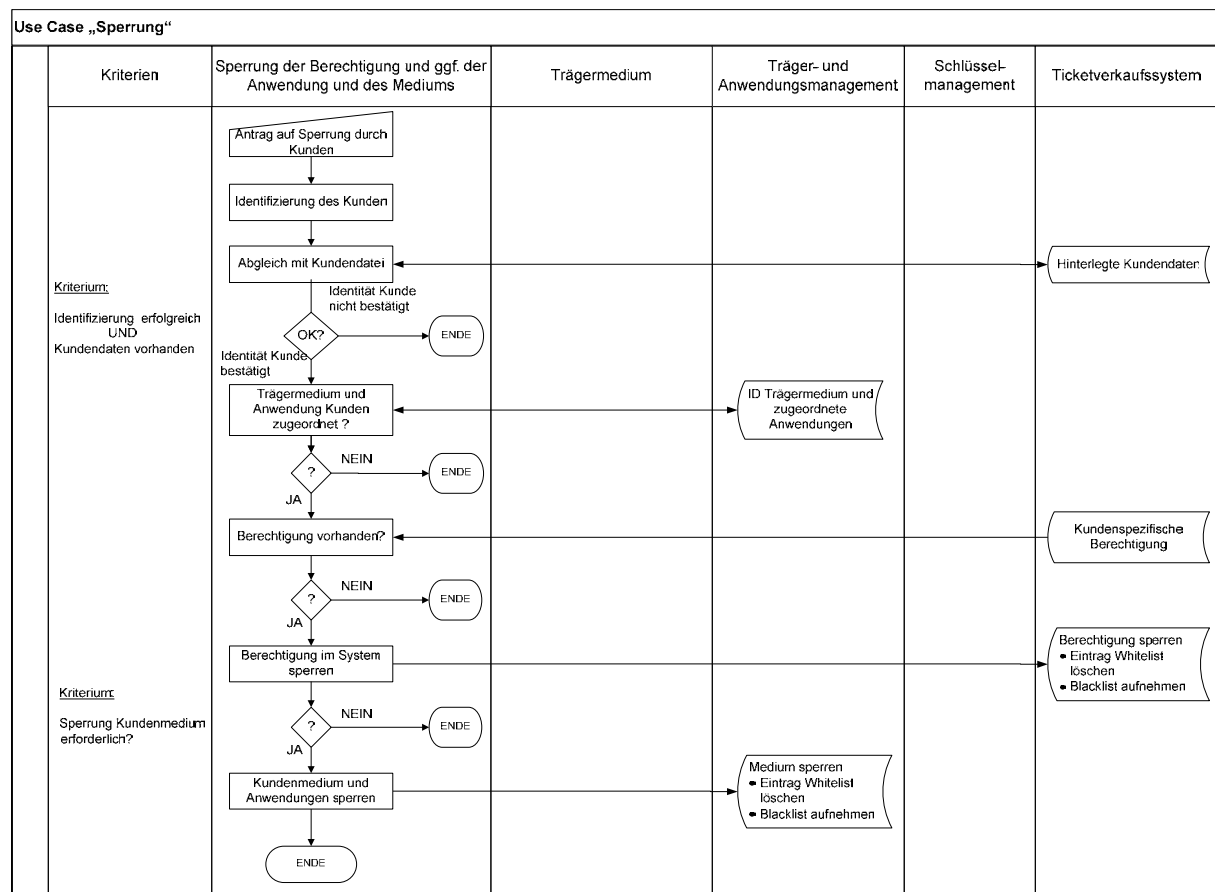 Use Case „Sperrung“
Kriterien
Sperrung der Berechtigung und ggf. der
Anwendung und des Mediums
Trägermedium
Träger- und
Anwendungsmanagement
Schlüssel-
management
Ticketverkaufssystem
Antrag auf Sperrung durch
Kunden
Identifizierung des Kunden
Abgleich mit Kundendatei
Hinterlegte Kundendaten
Kriterium:
Identifizierung erfolgreich
UND
Kundendaten vorhanden
Identität Kunde
nicht bestätigt
OK?
ENDE
Identität Kunde
bestätigt
Trägermedium und
Anwendung Kunden
zugeordnet ?
ID Trägermedium und
zugeordnete
Anwendungen
?
NEIN
ENDE
JA
Berechtigung vorhanden?
Kundenspezifische
Berechtigung
?
NEIN
ENDE
JA
Berechtigung im System
sperren
Berechtigung sperren
• Eintrag Whitelist
löschen
• Blacklist aufnehmen
Kriterium:
Sperrung Kundenmedium
erforderlich?
?
NEIN
ENDE
JA
Kundenmedium und
Anwendungen sperren
Medium sperren
• Eintrag Whitelist
löschen
• Blacklist aufnehmen
ENDE